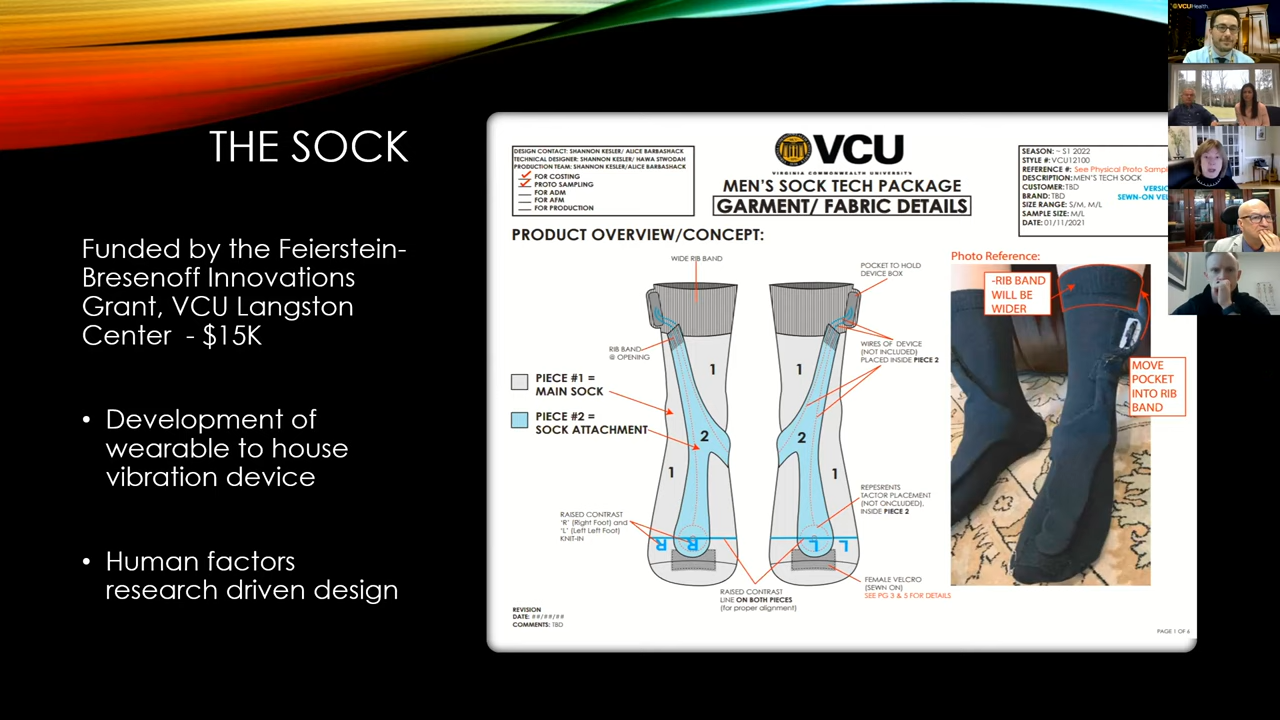 THE SOCK
Funded by the Feierstein-
Bresenoff Innovations
Grant, VCU Langston
Center - $15K
• Development of
wearable to house
vibration device
• Human factors
research driven design
DESIGN CONTACT: SHANNON KESLER/ ALICE BARBASHACK
TECHNICAL DESIGNER: SHANNON KESLER/ HAWA STWODAH
PRODUCTION TEAM: SHANNON KESLER/ALICE BARBASHACK
FOR COSTING
PROTO SAMPLING
FOR ADM
FOR AFM
FOR PRODUCTION
VCU
VIRGINIA COMMONWEALTH UNIVERSITY
MEN'S SOCK TECH PACKAGE
GARMENT/ FABRIC DETAILS
SEASON: ~ S1 2022
STYLE #: VCU12100
REFERENCE #: See Physical Proto
DESCRIPTION: MEN'S TECH SOCK
CUSTOMER: TBD
BRAND: TBD
SIZE RANGE: S/M, M/L
SAMPLE SIZE: M/L
DATE: 01/11/2021
SEWN-ON
PRODUCT OVERVIEW/CONCEPT:
WIDE RIB BAND
POCKET TO HOLD
DEVICE BOX
RIB BAND
@ OPENING
WIRES OF DEVICE
(NOT INCLUDED)
PLACED INSIDE PIECE 2
PIECE #1 =
MAIN SOCK
PIECE #2 =
SOCK ATTACHMENT
1
1
2
2
1
1
REPESRENTS
TACTOR PLACEMENT
(NOT ONCLUDED),
INSIDE PIECE 2
RAISED CONTRAST
'R' (Right Foot) and
'L' (Left Left Foot)
KNIT-IN
R R
L L
RAISED CONTRAST
LINE ON BOTH PIECES
(for proper alignment)
FEMALE VELCRO
(SEWN ON)
SEE PG 3 & 5 FOR DETAILS
Photo Reference:
-RIB BAND
WILL BE
WIDER
MOVE
POCKET
INTO RIB
BAND
REVISION
DATE: ##/##/##
COMMENTS: TBD
PAGE 1 OF 6
VCUHealth